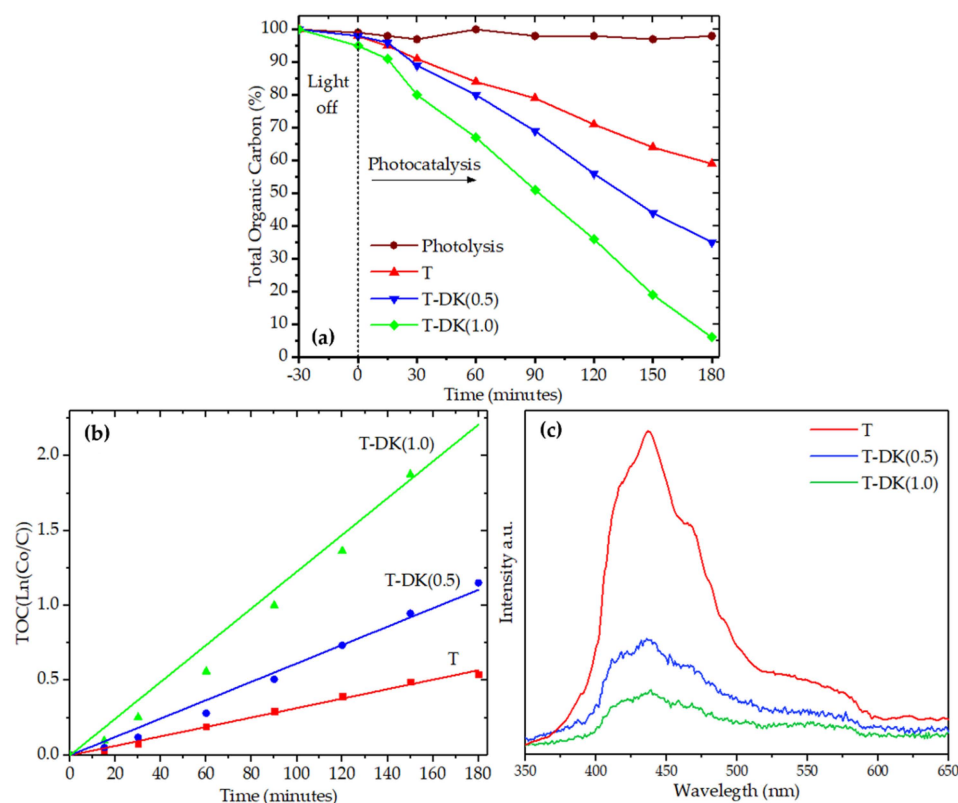 Total Organic Carbon (%)
100
90
80
70
60
50
40
30
20
10
0
Light
off
Photocatalysis
Photolysis
T
T-DK(0.5)
T-DK(1.0)
(a)
-30 0 30 60 90 120 150 180
Time (minutes)
TOC(Ln(Co/C))
2.0
1.5
1.0
0.5
0.0
(b)
T-DK(1.0)
T-DK(0.5)
T
0 20 40 60 80 100 120 140 160 180
Time (minutes)
Intensity a.u.
(c)
T
T-DK(0.5)
T-DK(1.0)
350 400 450 500 550 600 650
Wavelegth (nm)